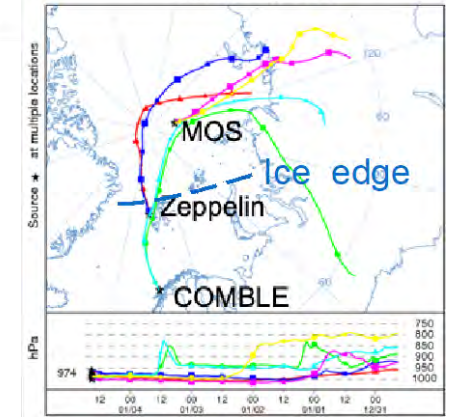 Source ★ at multiple locations
MOS
Ice edge
Zeppelin
COMBLE
120
60
hPa
974
750
800
850
900
950
1000
12 00 12 00 12 00 12 00 12 00
01/04 01/03 01/02 01/01 12/31